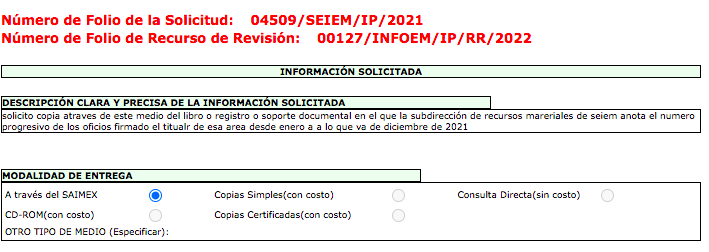 Número de Folio de la Solicitud: 04509/SEIEM/IP/2021
Número de Folio de Recurso de Revisión: 00127/INFOEM/IP/RR/2022
INFORMACIÓN SOLICITADA
DESCRIPCIÓN CLARA Y PRECISA DE LA INFORMACIÓN SOLICITADA
solicito copia atraves de este medio del libro o registro o soporte documental en el que la subdirección de recursos mareriales de seiem anota el numero
progresivo de los oficios firmado el titualr de esa area desde enero a a lo que va de diciembre de 2021
MODALIDAD DE ENTREGA
A través del SAIMEX Copias Simples(con costo) Consulta Directa(sin costo)
CD-ROM(con costo) Copias Certificadas(con costo)
OTRO TIPO DE MEDIO (Especificar):